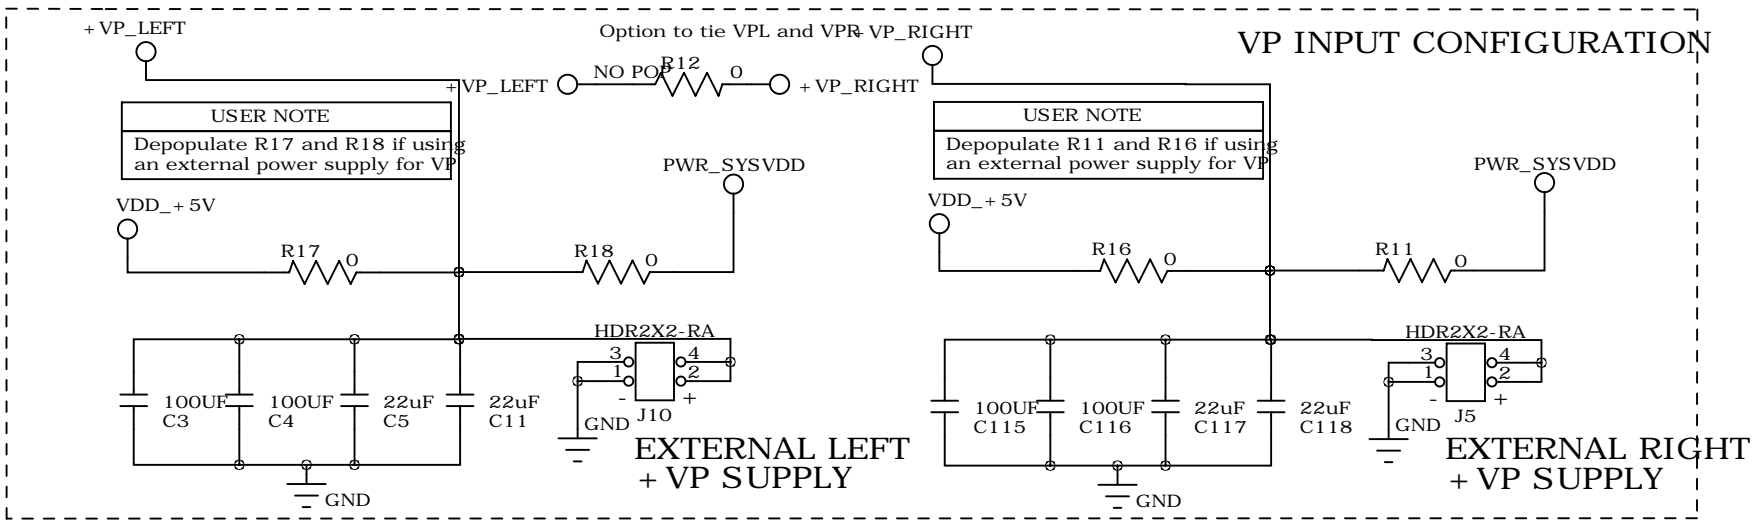 +VP_LEFT
Option to tie VPL and VPR
+VP_RIGHT
VP INPUT CONFIGURATION
+VP_LEFT
NO POP
R12
0
+VP_RIGHT
USER NOTE
Depopulate R17 and R18 if using
an external power supply for VP
USER NOTE
Depopulate R11 and R16 if using
an external power supply for VP
PWR_SYSVDD
PWR_SYSVDD
VDD_+5V
VDD_+5V
R17
0
R18
0
R16
0
R11
0
HDR2X2-RA
3
4
1
2
-
+
J10
GND
HDR2X2-RA
3
4
1
2
-
+
J5
GND
100UF
C3
100UF
C4
22uF
C5
22uF
C11
100UF
C115
100UF
C116
22uF
C117
22uF
C118
EXTERNAL LEFT
+VP SUPPLY
EXTERNAL RIGHT
+VP SUPPLY
GND
GND